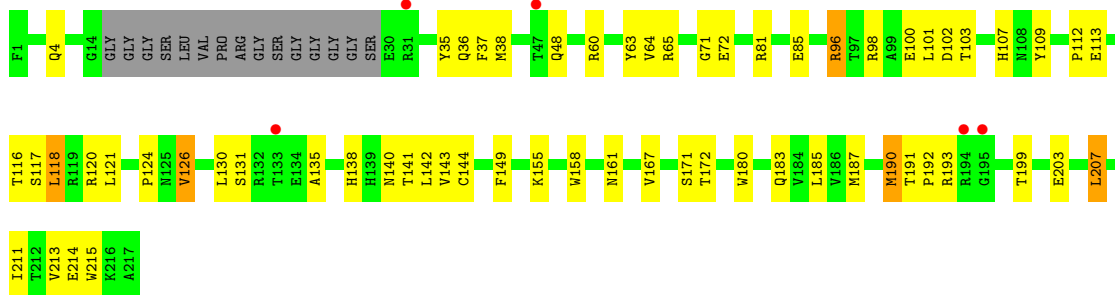 F1 Q4 G14 GLY GLY GLY SER LEU VAL PRO ARG GLY SER GLY GLY GLY GLY SER E30 R31 Y35 Q36 F37 M38 T47 Q48 R60 Y63 V64 R65 G71 E72 R81 E85 R96 T97 R98 A99 E100 L101 D102 T103 H107 N108 Y109 P112 E113
T116 S117 L118 R119 R120 L121 P124 N125 V126 L130 S131 R132 T133 E134 A135 H138 H139 N140 T141 L142 V143 C144 F149 K155 W158 N161 V167 S171 T172 W180 Q183 V184 L185 V186 M187 M190 T191 P192 R193 R194 G195 T199 E203 L207
I211 T212 V213 E214 W215 K216 A217